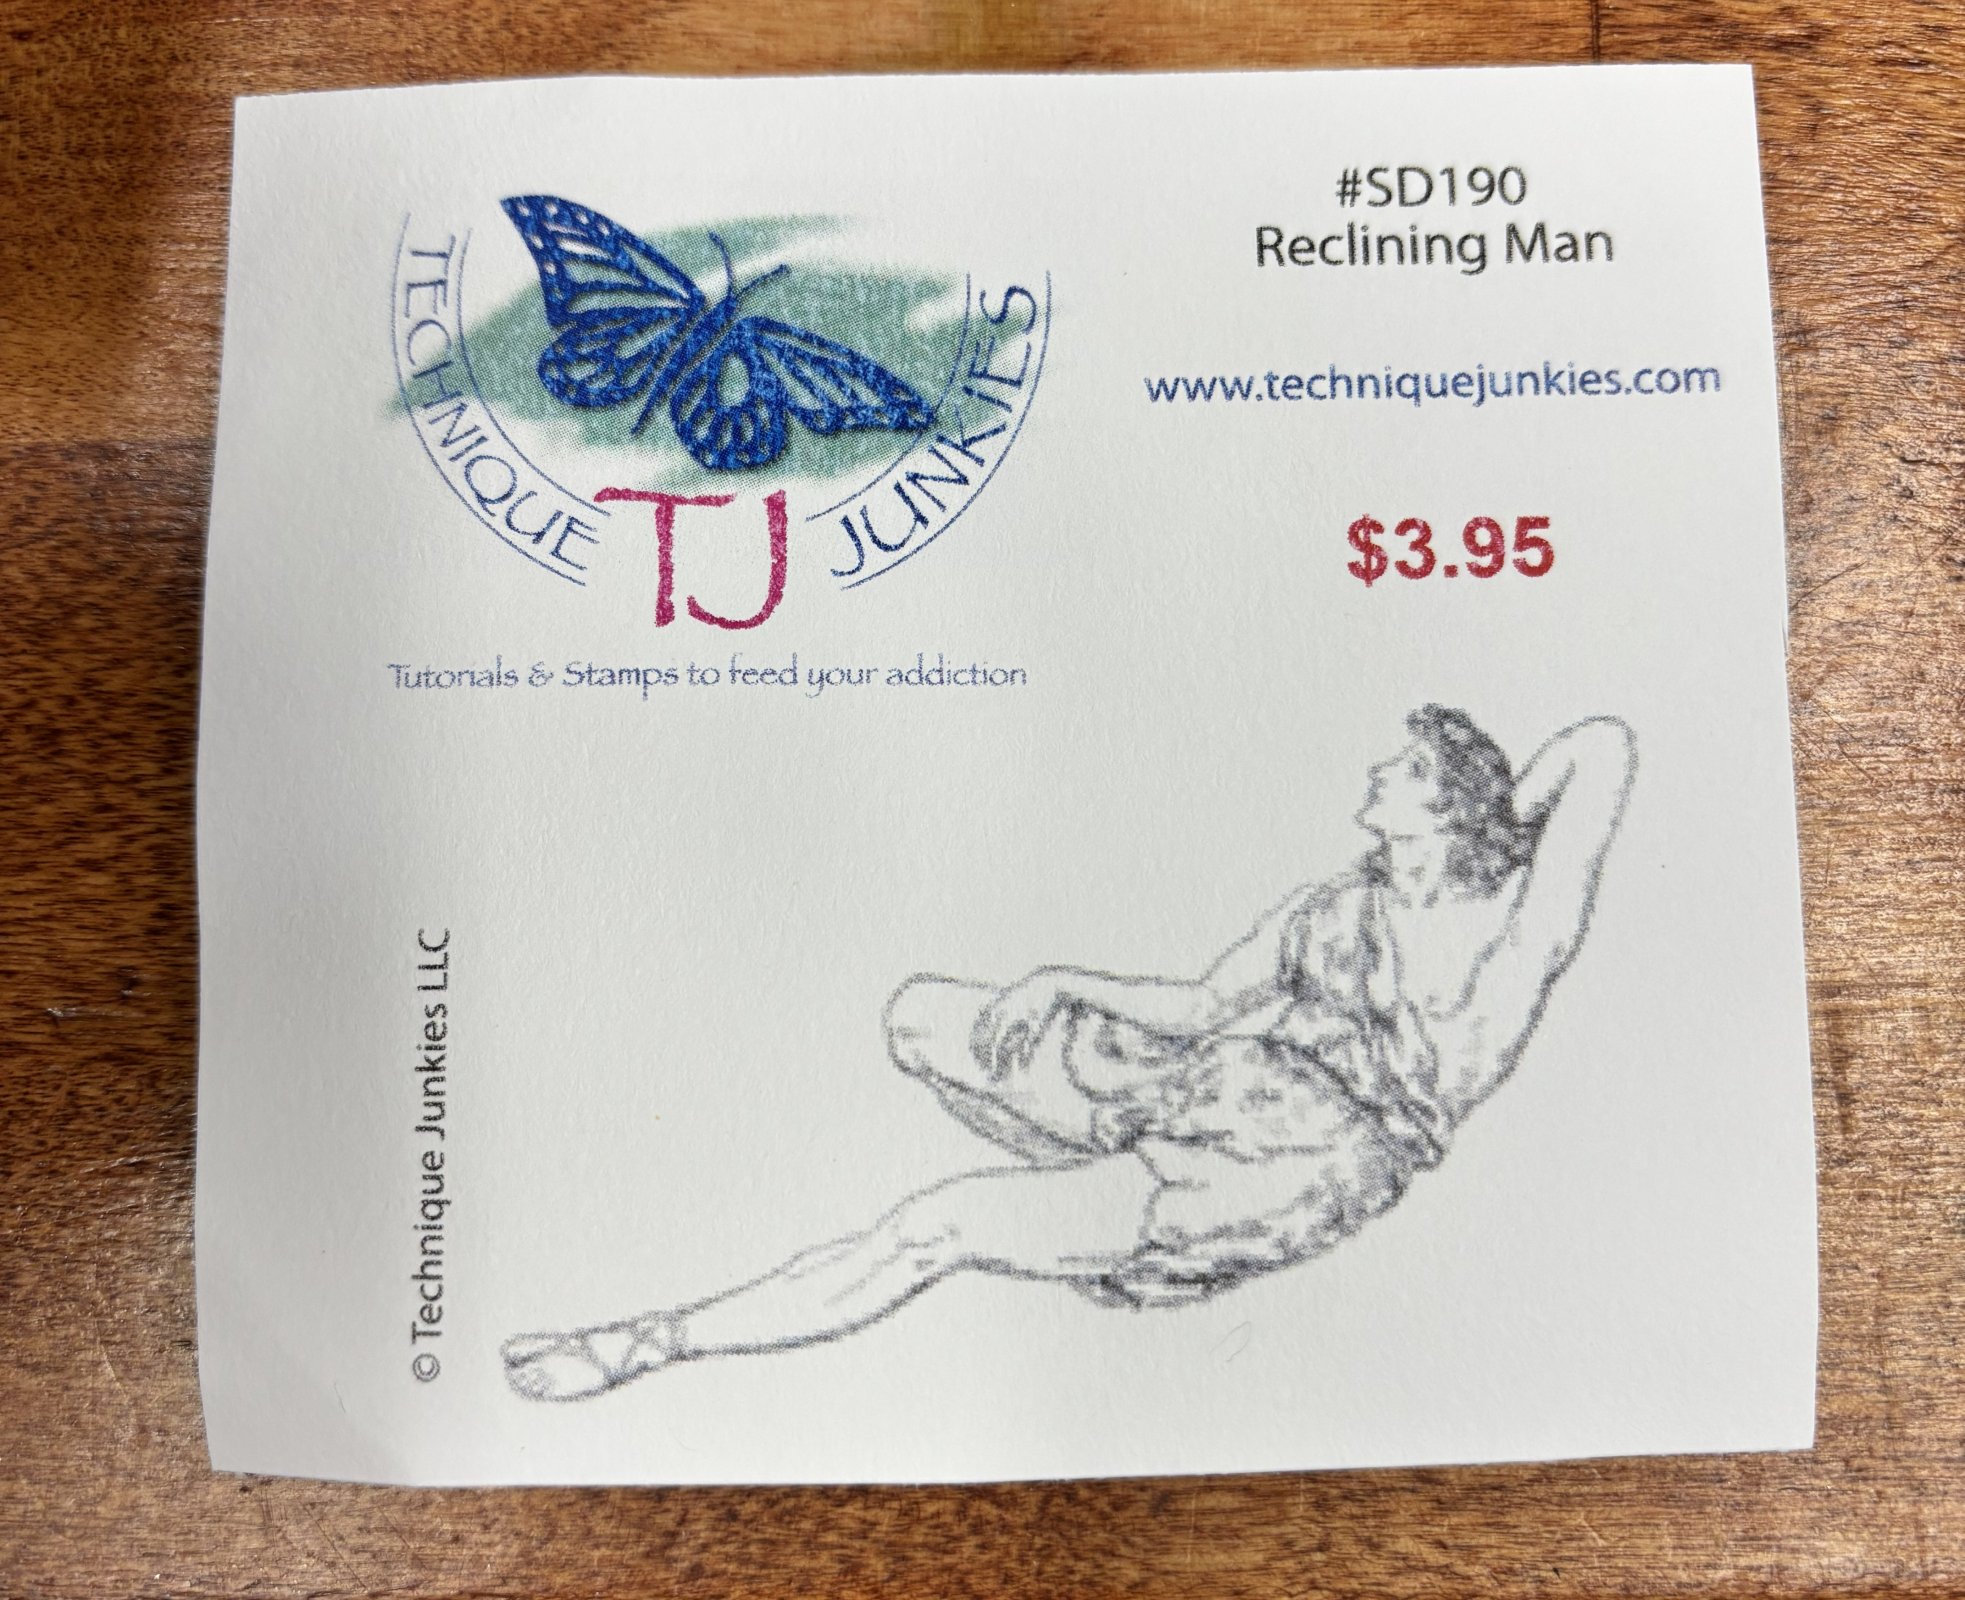 TECHNIQUE JUNKIES
TJ
Tutorials & Stamps to feed your addiction
#SD190
Reclining Man
www.techniquejunkies.com
$3.95
© Technique Junkies LLC